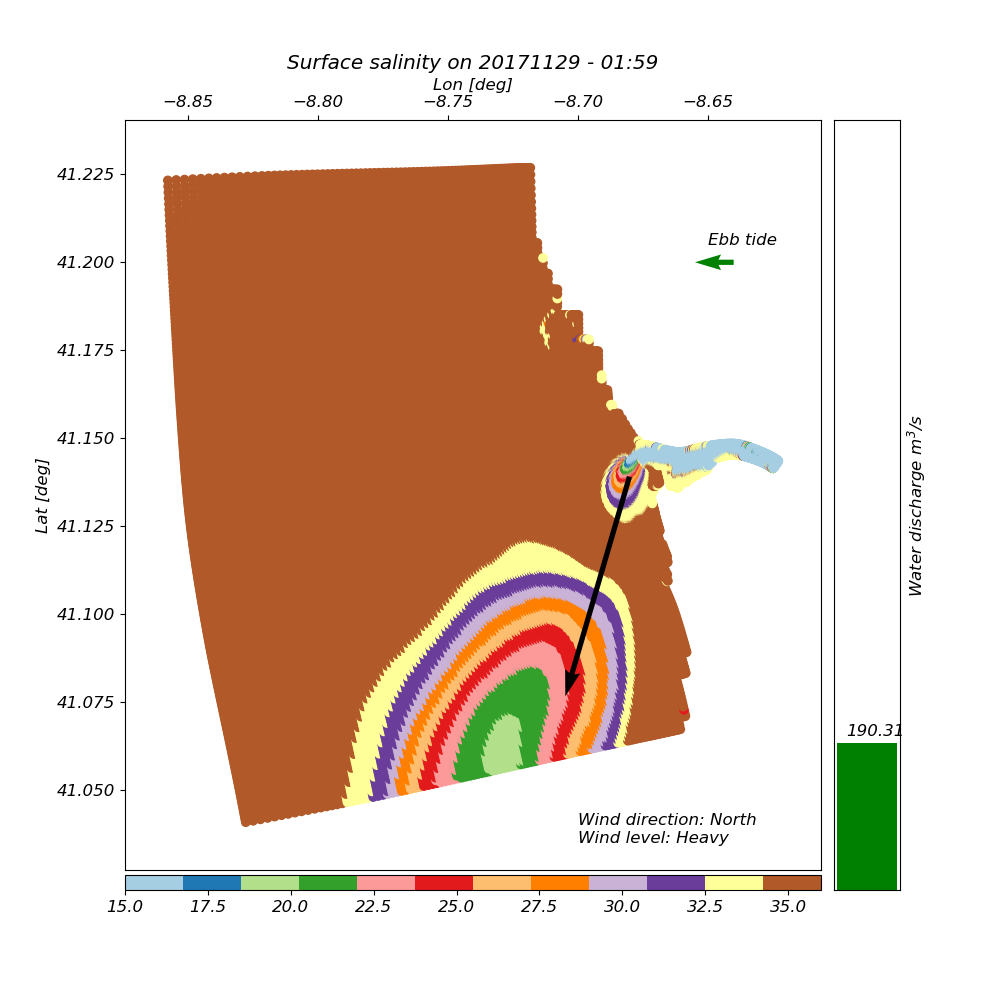 Surface salinity on 20171129 - 01:59
Lon [deg]
−8.85 −8.80 −8.75 −8.70 −8.65
41.225
41.200
41.175
41.150
41.125
41.100
41.075
41.050
Lat [deg]
Ebb tide
Water discharge m³/s
190.31
Wind direction: North
Wind level: Heavy
15.0 17.5 20.0 22.5 25.0 27.5 30.0 32.5 35.0